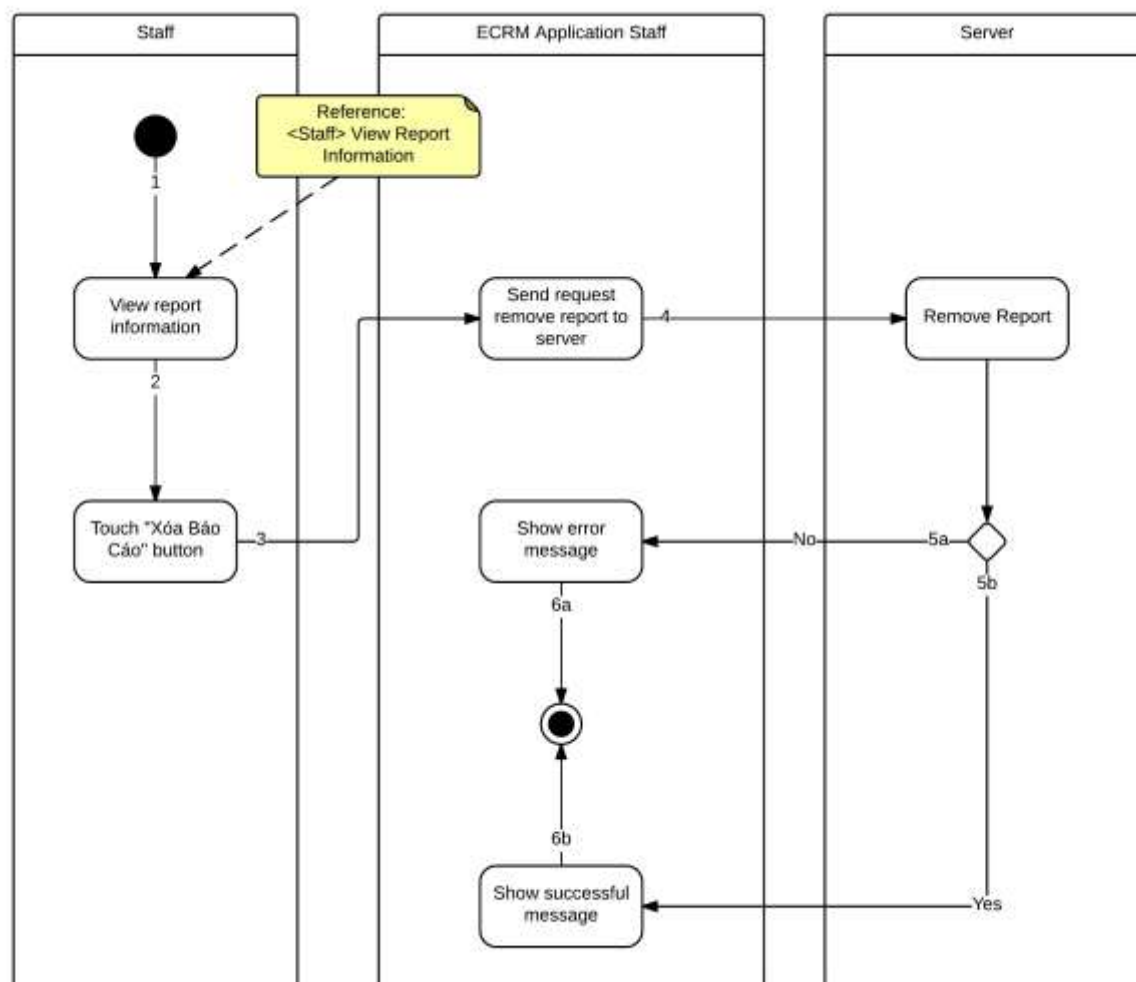 Staff
ECRM Application Staff
Server
Reference:
<Staff> View Report
Information
1
View report
information
Send request
remove report to
server
4
Remove Report
2
Touch "Xóa Báo
Cáo" button
3
Show error
message
No
5a
5b
6a
6b
Show successful
message
Yes